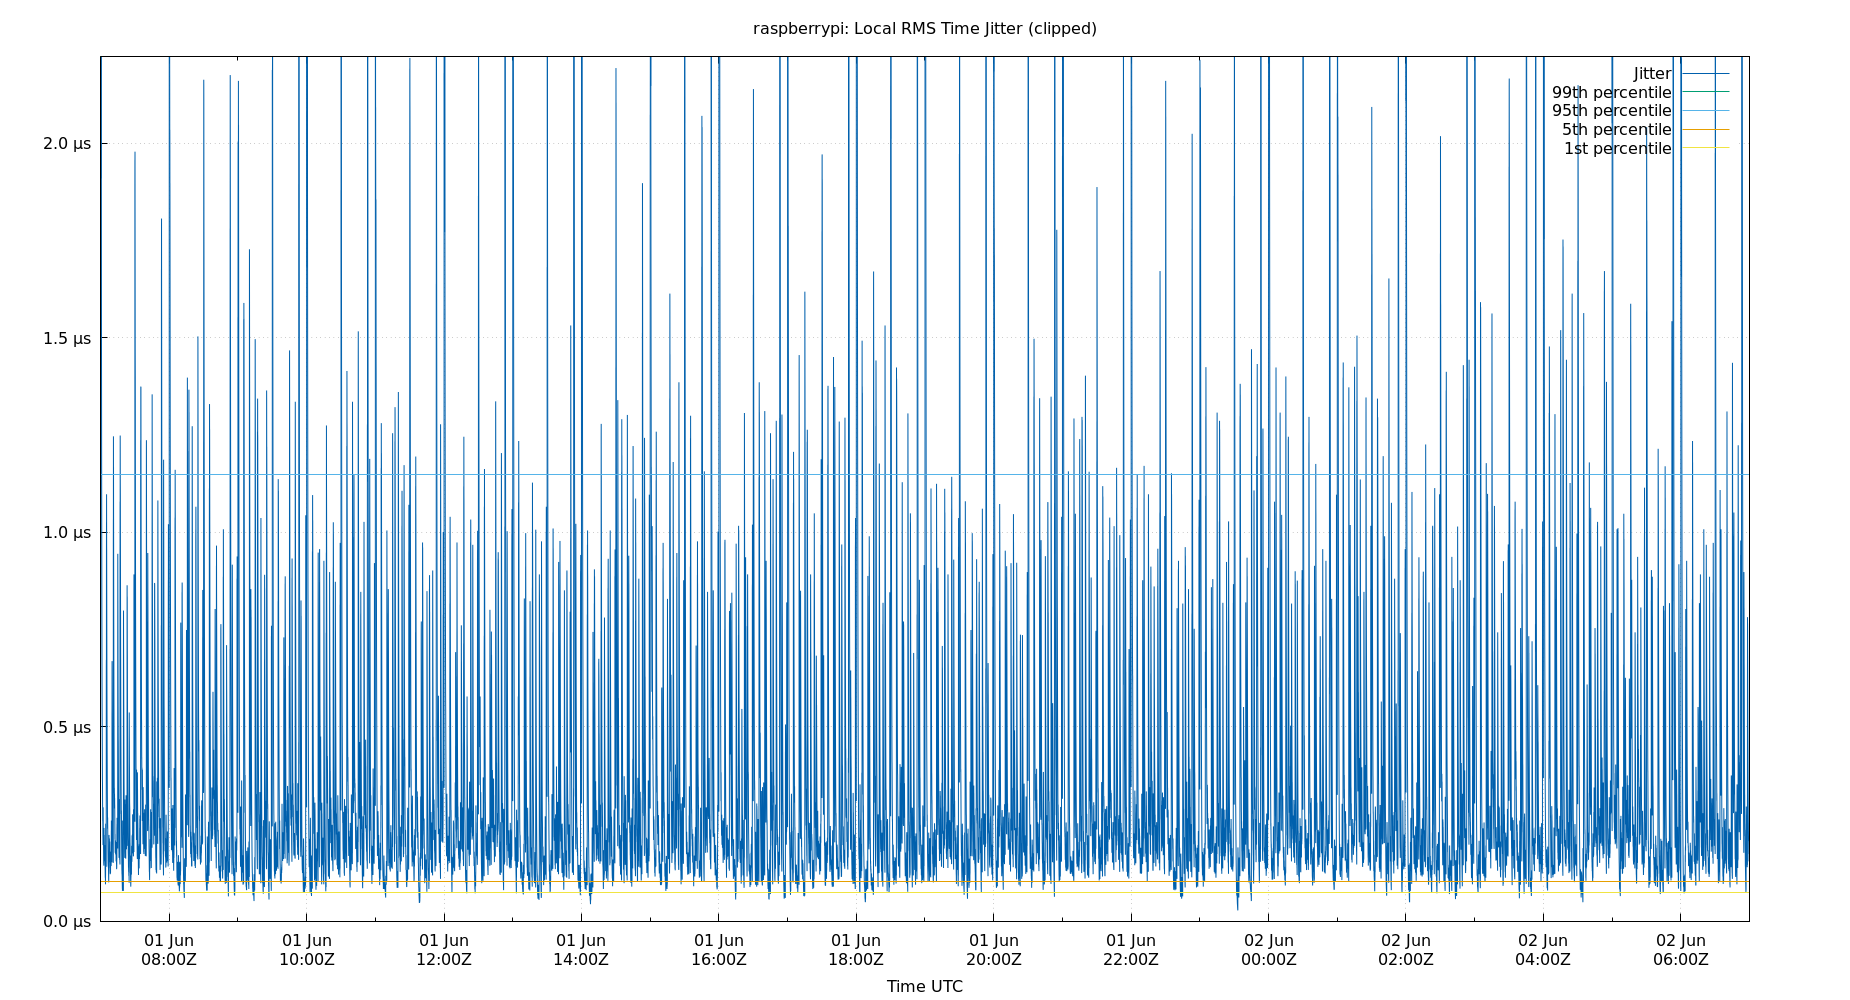 raspberrypi: Local RMS Time Jitter (clipped)
Jitter
99th percentile
95th percentile
5th percentile
1st percentile
2.0 µs
1.5 µs
1.0 µs
0.5 µs
0.0 µs
01 Jun 01 Jun 01 Jun 01 Jun 01 Jun 01 Jun 01 Jun 01 Jun 02 Jun 02 Jun 02 Jun 02 Jun
08:00Z 10:00Z 12:00Z 14:00Z 16:00Z 18:00Z 20:00Z 22:00Z 00:00Z 02:00Z 04:00Z 06:00Z
Time UTC